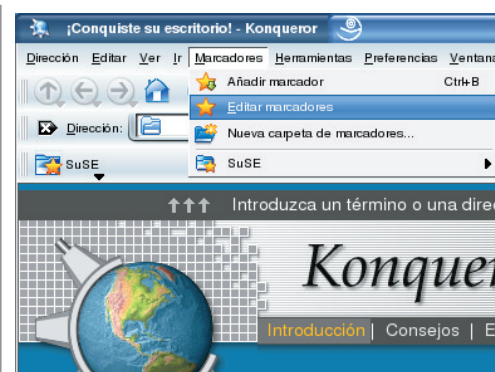 ¡Conquiste su escritorio! - Konqueror
Dirección Editar Ver Ir Marcadores Herramientas Preferencias Ventana
Añadir marcador Ctrl+B
Editar marcadores
Dirección:
Nueva carpeta de marcadores...
SuSE
SuSE
Introduzca un término o una direc
Konquer
Introducción | Consejos | E